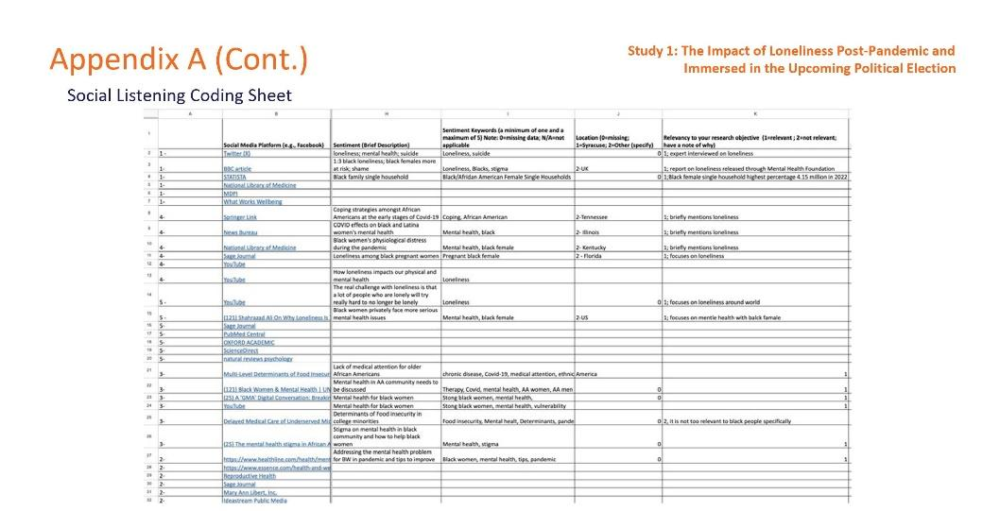 Appendix A (Cont.)
Study 1: The Impact of Loneliness Post-Pandemic and
Immersed in the Upcoming Political Election
Social Listening Coding Sheet
A B H I J K
1 Social Media Platform (e.g., Facebook) Sentiment (Brief Description) Sentiment Keywords (a minimum of one and a maximum of 5) Note: 0=missing data; N/A=not applicable Location (0=missing; 1=Syracuse; 2=Other (specify) Relevancy to your research objective (1=relevant ; 2=not relevant; have a note of why)
2 1 - Twitter (X) loneliness; mental health; suicide Loneliness, suicide 0 1; expert interviewed on loneliness
3 1- BBC article 1:3 black loneliness; black females more at risk; shame Loneliness, Blacks, stigma 2-UK 1; report on loneliness released through Mental Health Foundation
4 1- STATISTA Black family single household Black/Afridan American Female Single Households 0 1;Black female single household highest percentage 4.15 million in 2022
5 1- National Library of Medicine
6 1- MDPI
7 1- What Works Wellbeing
8 4- Springer Link Coping strategies amongst African Americans at the early stages of Covid-19 Coping, African American 2-Tennessee 1; briefly mentions loneliness
9 4- News Bureau COVID effects on black and Latina women's mental health Mental health, black 2- Illinois 1; briefly mentions loneliness
10 4- National Library of Medicine Black women's physiological distress during the pandemic Mental health, black female 2- Kentucky 1; briefly mentions loneliness
11 4- Sage Journal Loneliness among black pregnant women Pregnant black female 2 - Florida 1; focuses on loneliness
12 4- YouTube
13 4- YouTube How loneliness impacts our physical and mental health Loneliness
14 5 - YouTube The real challenge with loneliness is that a lot of people who are lonely will try really hard to no longer be lonely Loneliness 0 1; focuses on loneliness around world
15 5 - (121) Shahrazad Ali On Why Loneliness Is Black women privately face more serious mental health issues Mental health, black female 2-US 1; focuses on mentle health with balck famale
16 5- Sage Journal
17 5- PubMed Central
18 5- OXFORD ACADEMIC
19 5- ScienceDirect
20 5- natural reviews psychology
21 3- Multi-Level Determinants of Food Insecur Lack of medical attention for older African Americans chronic disease, Covid-19, medical attention, ethnic America 1
22 3- (121) Black Women & Mental Health | UN Mental health in AA community needs to be discussed Therapy, Covid, mental health, AA women, AA men 0 1
23 3- (25) A 'GMA' Digital Conversation: Breakin Mental health for black women Stong black women, mental health, 0 1
24 3- YouTube Mental health for black women Stong black women, mental health, vulnerability 1
25 3- Delayed Medical Care of Underserved Mic Determinants of Food insecurity in college minorities Food insecurity, Mental healt, Determinants, pande 0 2, it is not too relevant to black people specifically
26 3- (25) The mental health stigma in African A Stigma on mental health in black community and how to help black women Mental health, stigma 0 1
27 2- https://www.healthline.com/health/ment Addressing the mental health problem for BW in pandemic and tips to improve Black women, mental health, tips, pandemic 0 1
28 2- https://www.essence.com/health-and-we
29 2- Reproductive Health
30 2- Sage Journal
31 2- Mary Ann Libert, Inc.
32 2- Ideastream Public Media